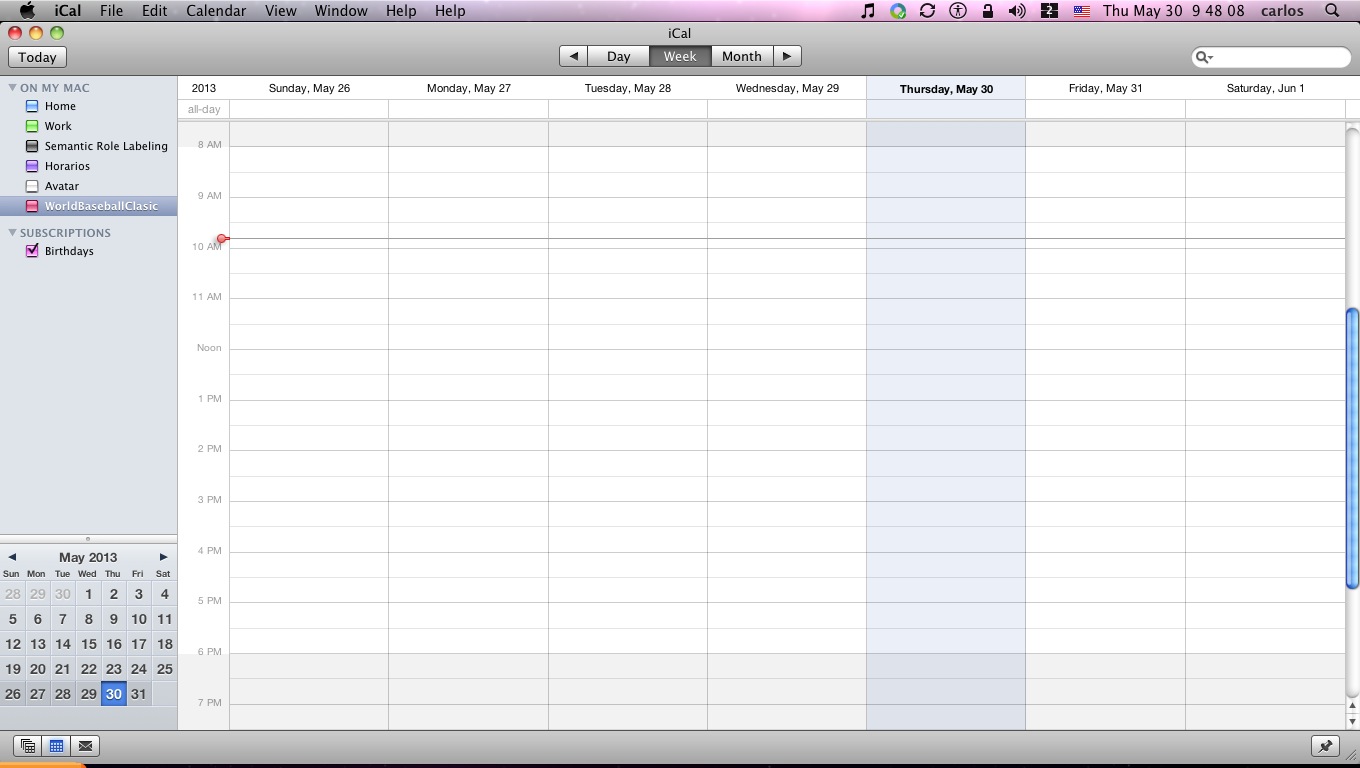 iCal File Edit Calendar View Window Help Help 2 Thu May 30 9 48 08 carlos
iCal
Today Day Week Month
ON MY MAC
Home
Work
Semantic Role Labeling
Horarios
Avatar
WorldBaseballClasic
SUBSCRIPTIONS
Birthdays
2013 Sunday, May 26 Monday, May 27 Tuesday, May 28 Wednesday, May 29 Thursday, May 30 Friday, May 31 Saturday, Jun 1
all-day
8 AM
9 AM
10 AM
11 AM
Noon
1 PM
2 PM
3 PM
4 PM
5 PM
6 PM
7 PM
May 2013
Sun Mon Tue Wed Thu Fri Sat
28 29 30 1 2 3 4
5 6 7 8 9 10 11
12 13 14 15 16 17 18
19 20 21 22 23 24 25
26 27 28 29 30 31